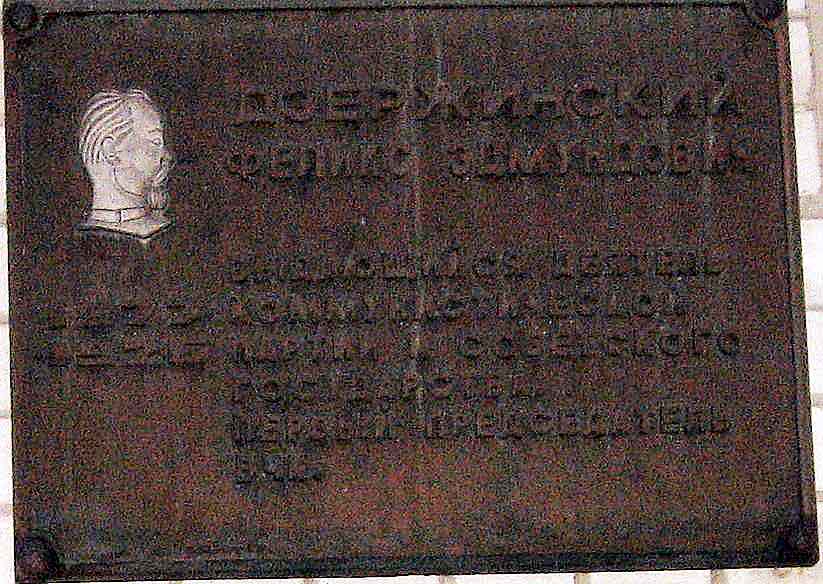 ДЗЕРЖИНСКИЙ
ФЕЛИКС ЭДМУНДОВИЧ
ВЫДАЮЩИЙСЯ ДЕЯТЕЛЬ
КОММУНИСТИЧЕСКОЙ
ПАРТИИ И СОВЕТСКОГО
ГОСУДАРСТВА,
ПЕРВЫЙ ПРЕДСЕДАТЕЛЬ
ВЧК.